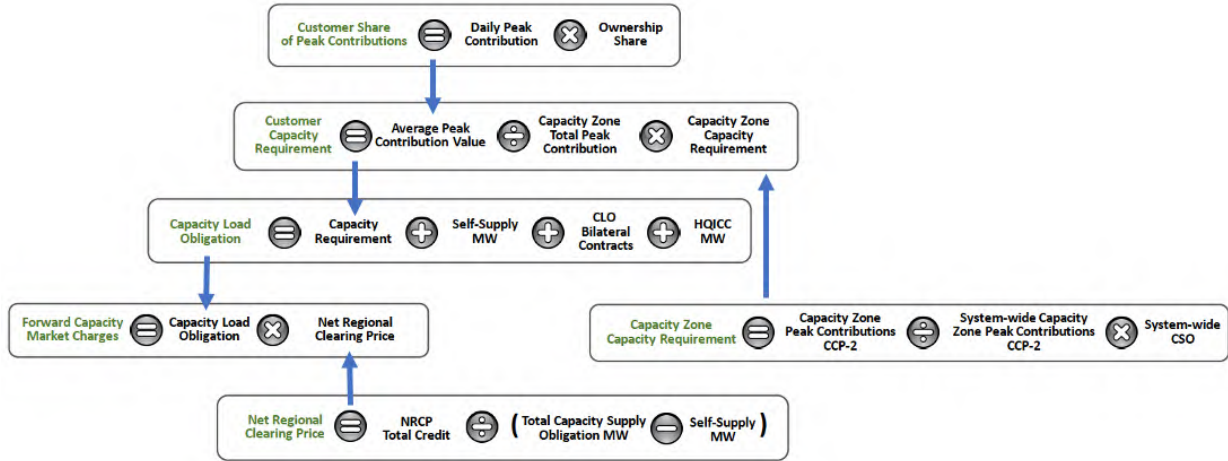 Customer Share
of Peak Contributions
=
Daily Peak
Contribution
×
Ownership
Share
Customer
Capacity
Requirement
=
Average Peak
Contribution Value
÷
Capacity Zone
Total Peak
Contribution
×
Capacity Zone
Capacity
Requirement
Capacity Load
Obligation
=
Capacity
Requirement
+
Self-Supply
MW
+
CLO
Bilateral
Contracts
+
HQICC
MW
Forward Capacity
Market Charges
=
Capacity Load
Obligation
×
Net Regional
Clearing Price
Capacity Zone
Capacity Requirement
=
Capacity Zone
Peak Contributions
CCP-2
÷
System-wide Capacity
Zone Peak Contributions
CCP-2
×
System-wide
CSO
Net Regional
Clearing Price
=
NRCP
Total Credit
÷
( Total Capacity Supply
Obligation MW
−
Self-Supply )
MW